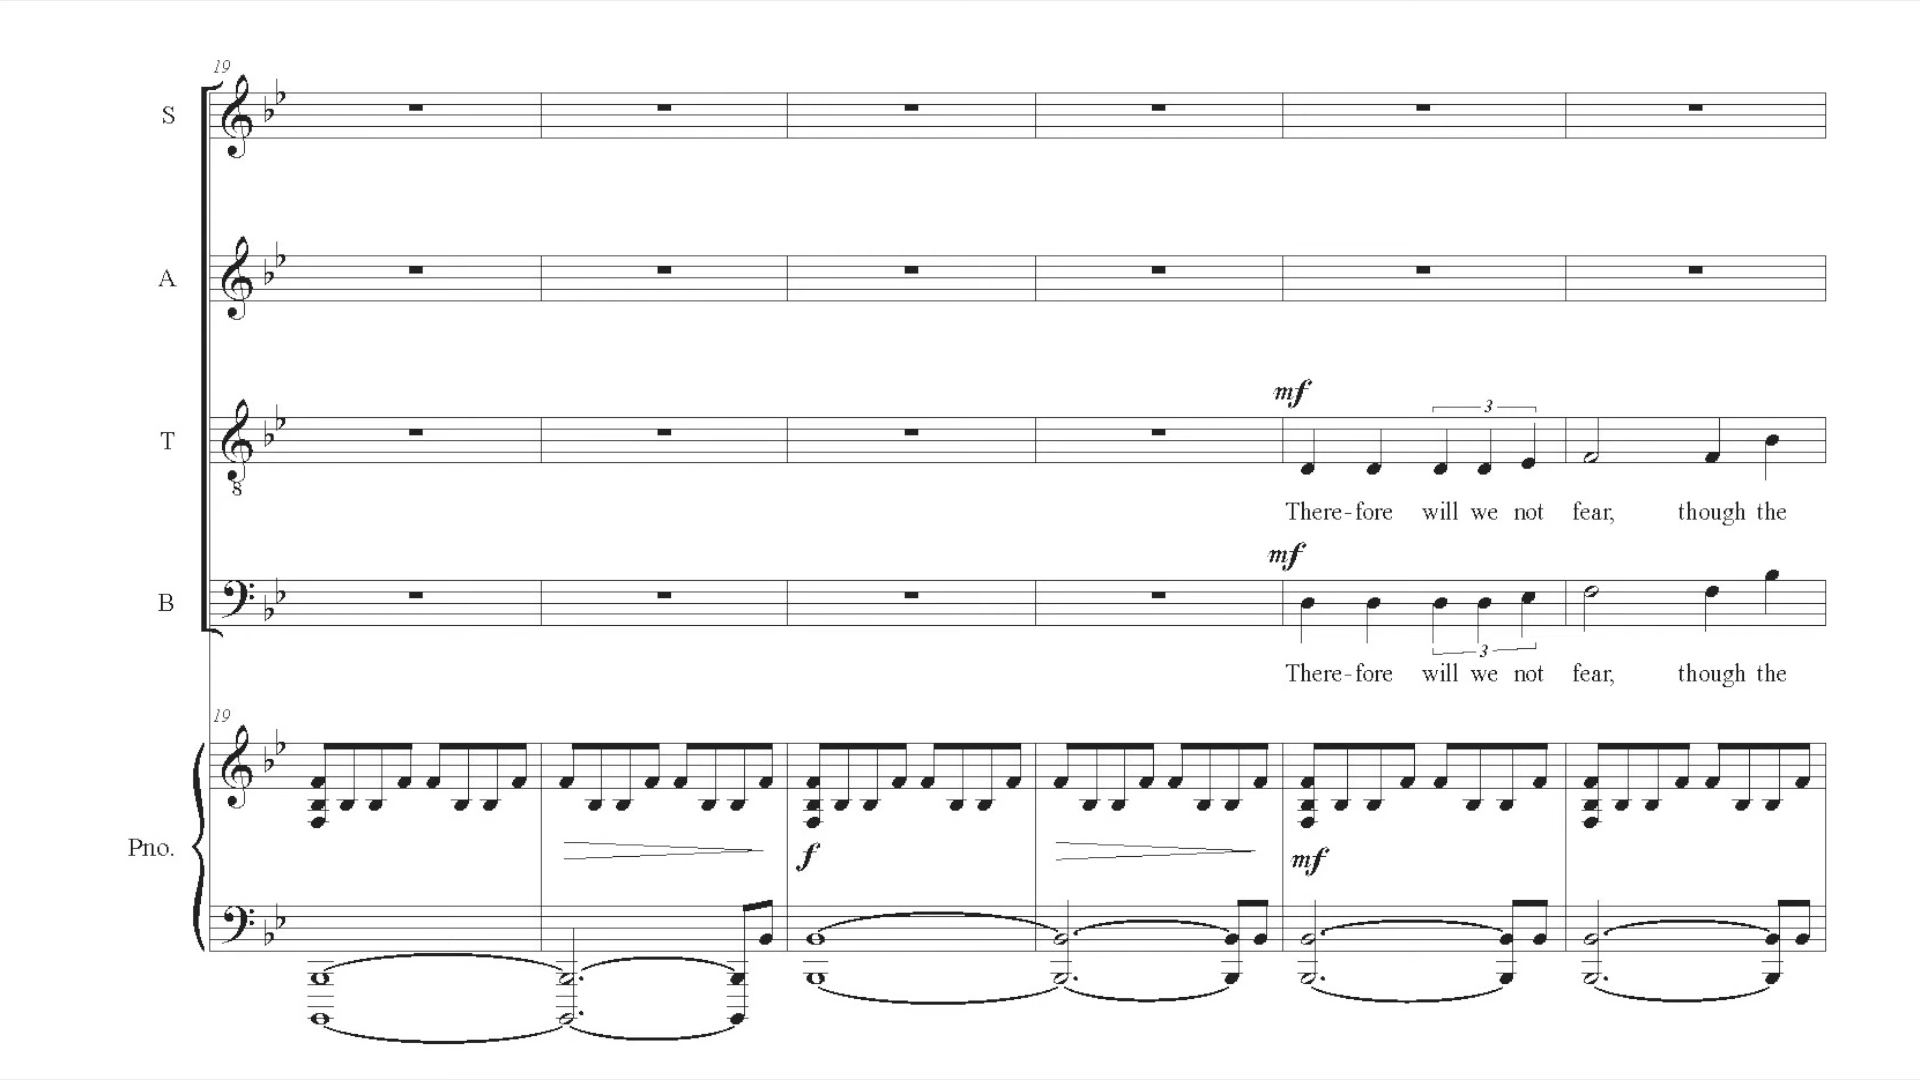 19
S
A
mf
3
T
8
There-fore will we not fear, though the
mf
B
3
There-fore will we not fear, though the
19
Pno.
f
mf